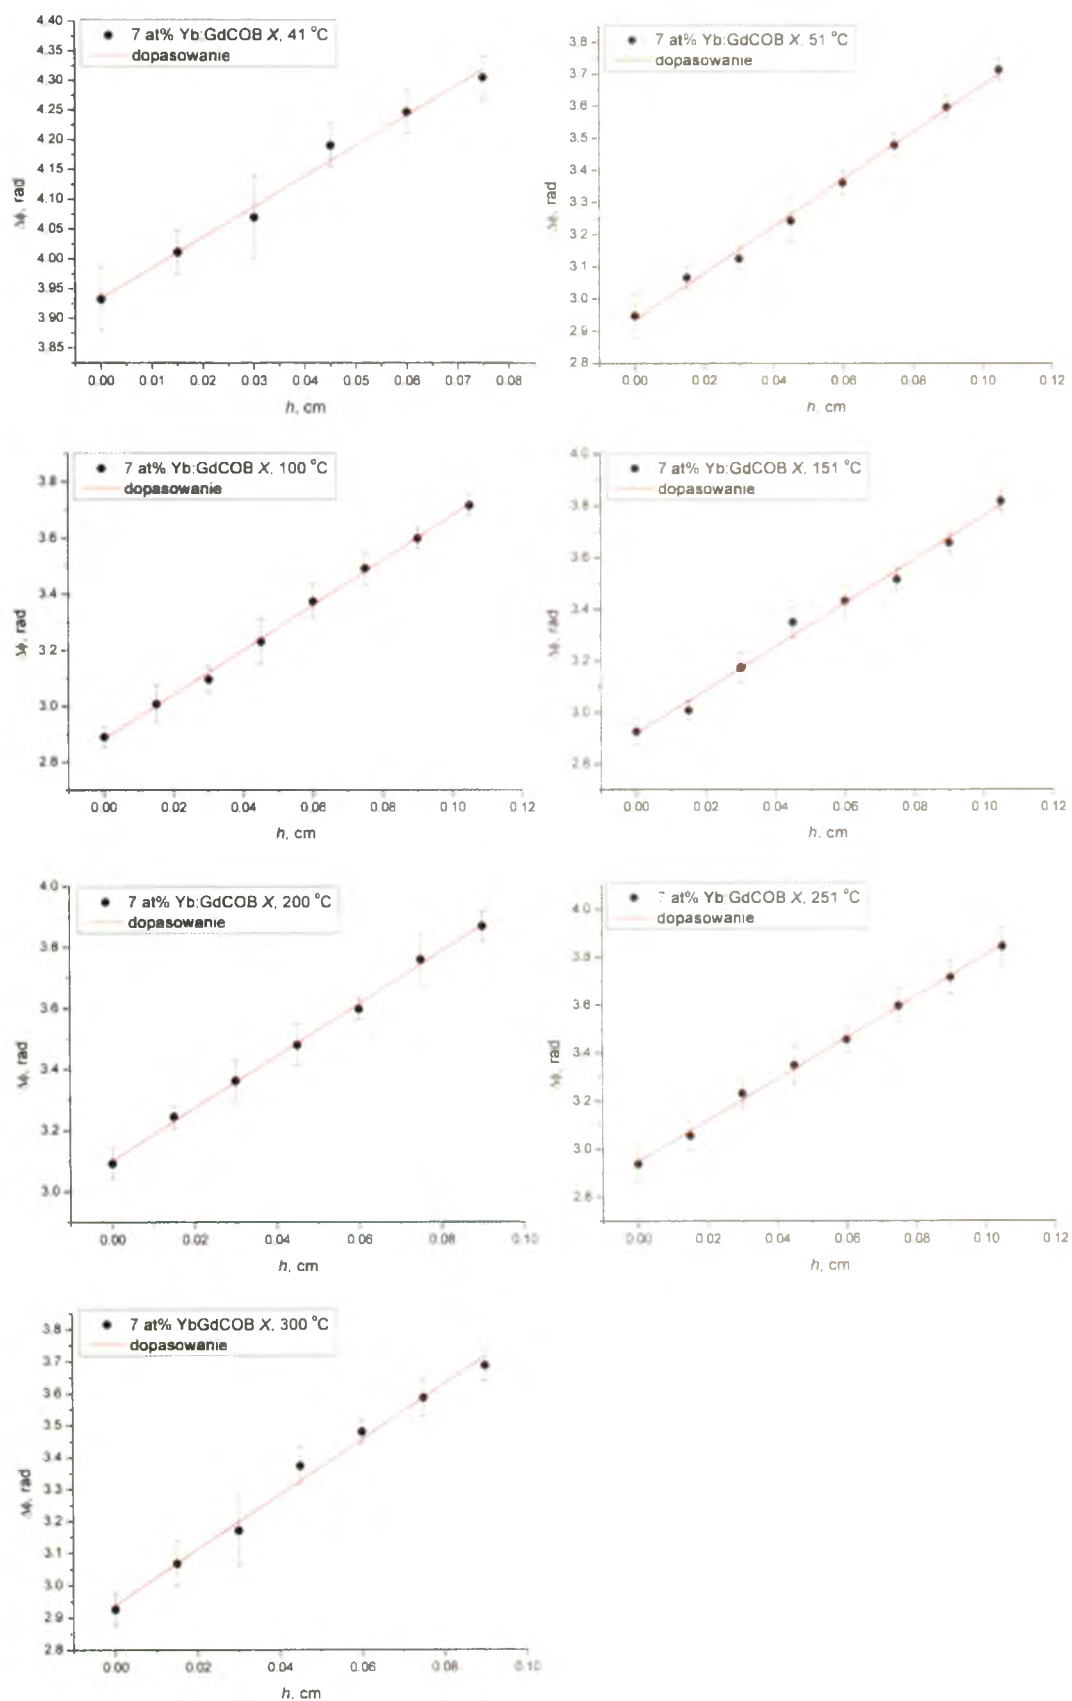 4.40
4.35
4.30
4.25
4.20
4.15
4.10
4.05
4.00
3.95
3.90
3.85
Δϕ, rad
7 at% Yb:GdCOB X, 41 °C
dopasowanie
0.00 0.01 0.02 0.03 0.04 0.05 0.06 0.07 0.08
h, cm
3.8
3.7
3.6
3.5
3.4
3.3
3.2
3.1
3.0
2.9
2.8
Δϕ, rad
7 at% Yb:GdCOB X, 51 °C
dopasowanie
0.00 0.02 0.04 0.06 0.08 0.10 0.12
h, cm
3.8
3.6
3.4
3.2
3.0
2.8
Δϕ, rad
7 at% Yb:GdCOB X, 100 °C
dopasowanie
0.00 0.02 0.04 0.06 0.08 0.10 0.12
h, cm
4.0
3.8
3.6
3.4
3.2
3.0
2.8
Δϕ, rad
7 at% Yb:GdCOB X, 151 °C
dopasowanie
0.00 0.02 0.04 0.06 0.08 0.10 0.12
h, cm
4.0
3.8
3.6
3.4
3.2
3.0
Δϕ, rad
7 at% Yb:GdCOB X, 200 °C
dopasowanie
0.00 0.02 0.04 0.06 0.08 0.10
h, cm
4.0
3.8
3.6
3.4
3.2
3.0
2.8
Δϕ, rad
7 at% Yb:GdCOB X, 251 °C
dopasowanie
0.00 0.02 0.04 0.06 0.08 0.10 0.12
h, cm
3.8
3.7
3.6
3.5
3.4
3.3
3.2
3.1
3.0
2.9
2.8
Δϕ, rad
7 at% YbGdCOB X, 300 °C
dopasowanie
0.00 0.02 0.04 0.06 0.08 0.10
h, cm